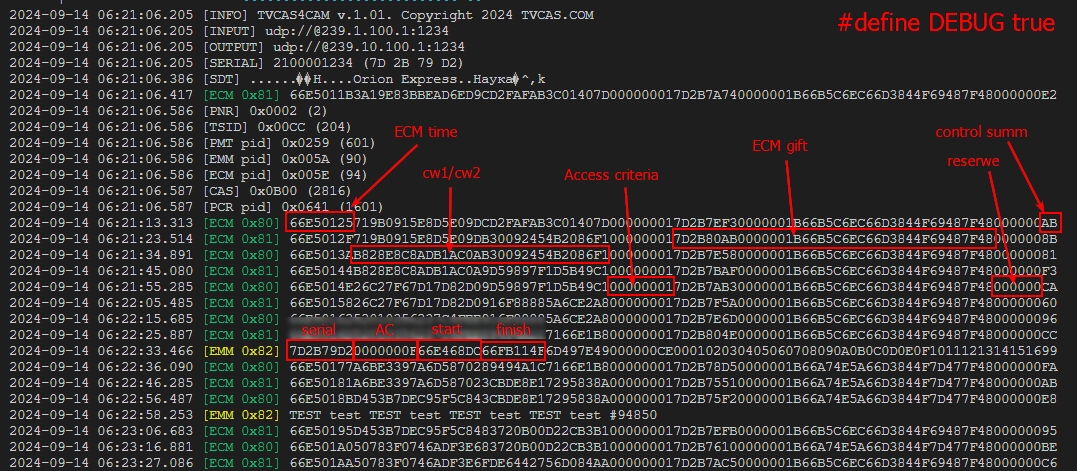 #define DEBUG true
2024-09-14 06:21:06.205 [INFO] TVCAS4CAM v.1.01. Copyright 2024 TVCAS.COM
2024-09-14 06:21:06.205 [INPUT] udp://@239.1.100.1:1234
2024-09-14 06:21:06.205 [OUTPUT] udp://@239.10.100.1:1234
2024-09-14 06:21:06.205 [SERIAL] 2100001234 (7D 2B 79 D2)
2024-09-14 06:21:06.386 [SDT] ......��H....Orion Express..Наука�^,k
2024-09-14 06:21:06.417 [ECM 0x81] 66E5011B3A19E83BBEAD6ED9CD2FAFAB3C01407D000000017D2B7A740000001B66B5C6EC66D3844F69487F48000000E2
2024-09-14 06:21:06.586 [PNR] 0x0002 (2)
2024-09-14 06:21:06.586 [TSID] 0x00CC (204)
2024-09-14 06:21:06.586 [PMT pid] 0x0259 (601)
2024-09-14 06:21:06.586 [EMM pid] 0x005A (90)
2024-09-14 06:21:06.586 [ECM pid] 0x005E (94)
2024-09-14 06:21:06.587 [CAS] 0x0B00 (2816)
2024-09-14 06:21:06.587 [PCR pid] 0x0641 (1601)
ECM time
cw1/cw2
Access criteria
ECM gift
control summ
reserwe
2024-09-14 06:21:13.313 [ECM 0x80] 66E50125719B0915E8D5E09DCD2FAFAB3C01407D000000017D2B7EF30000001B66B5C6EC66D3844F69487F48000000AB
2024-09-14 06:21:23.514 [ECM 0x81] 66E5012F719B0915E8D5E09DB30092454B2086F1000000017D2B80AB0000001B66B5C6EC66D3844F69487F480000008B
2024-09-14 06:21:34.891 [ECM 0x80] 66E5013AB828E8C8ADB1AC0AB30092454B2086F1000000017D2B7E580000001B66B5C6EC66D3844F69487F4800000081
2024-09-14 06:21:45.080 [ECM 0x81] 66E50144B828E8C8ADB1AC0A9D59897F1D5B49C1000000017D2B7BAF0000001B66B5C6EC66D3844F69487F48000000F3
2024-09-14 06:21:55.285 [ECM 0x80] 66E5014E26C27F67D17D82D09D59897F1D5B49C1000000017D2B7AB30000001B66B5C6EC66D3844F69487F48000000CA
2024-09-14 06:22:05.485 [ECM 0x81] 66E5015826C27F67D17D82D0916F88885A6CE2A8000000017D2B7F5A0000001B66B5C6EC66D3844F69487F4800000060
2024-09-14 06:22:15.685 [ECM 0x80] 000000017D2B7E6D0000001B66B5C6EC66D3844F69487F4800000096
2024-09-14 06:22:25.887 [ECM 0x81] 7166E1B8000000017D2B804E0000001B66B5C6EC66D3844F69487F48000000CC
serial AC start finish
2024-09-14 06:22:33.466 [EMM 0x82] 7D2B79D20000000E66E468DC66FB114F6D497E49000000CE000102030405060708090A0B0C0D0E0F1011121314151699
2024-09-14 06:22:36.090 [ECM 0x80] 66E50177A6BE3397A6D5870289494A1C7166E1B8000000017D2B78D50000001B66A74E5A66DF3D7D477F4800000000FA
2024-09-14 06:22:46.285 [ECM 0x81] 66E50181A6BE3397A6D587023CBDE8E17295838A000000017D2B75510000001B66A74E5A66DF3D7D477F4800000000AB
2024-09-14 06:22:56.487 [ECM 0x80] 66E5018BD453B7DEC95F5C843CBDE8E17295838A000000017D2B75F20000001B66A74E5A66DF3D7D477F4800000000E8
2024-09-14 06:22:58.253 [EMM 0x82] TEST test TEST test TEST test TEST test #94850
2024-09-14 06:23:06.683 [ECM 0x81] 66E50195D453B7DEC95F5C8483720B00D22CB3B1000000017D2B7EFB0000001B66B5C6EC66D3844F69487F4800000095
2024-09-14 06:23:16.881 [ECM 0x80] 66E501A050783F0746ADF3E683720B00D22CB3B1000000017D2B76100000001B66A74E5A66DF3D7D477F4800000000BE
2024-09-14 06:23:27.086 [ECM 0x81] 66E501AA50783F0746ADF3E6FDE6442756D084AA000000017D2B7AC50000001B66B5C6EC66D3844F69487F48000000C6